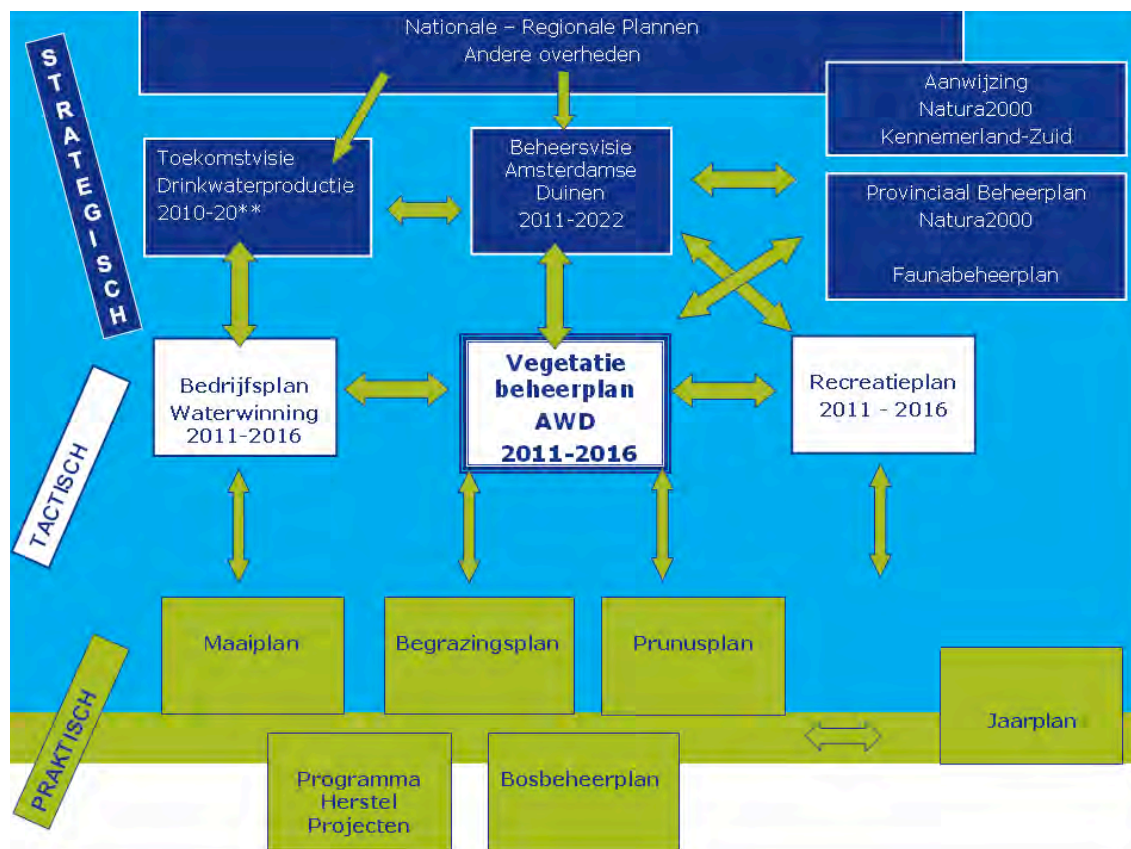 Nationale – Regionale Plannen
Andere overheden
STRATEGISCH
Aanwijzing
Natura2000
Kennemerland-Zuid
Toekomstvisie
Drinkwaterproductie
2010-20**
Beheersvisie
Amsterdamse
Duinen
2011-2022
Provinciaal Beheerplan
Natura2000
Faunabeheerplan
TACTISCH
Bedrijfsplan
Waterwinning
2011-2016
Vegetatie
beheerplan
AWD
2011-2016
Recreatieplan
2011 - 2016
PRAKTISCH
Maaiplan
Begrazingsplan
Prunusplan
Jaarplan
Programma
Herstel
Projecten
Bosbeheerplan